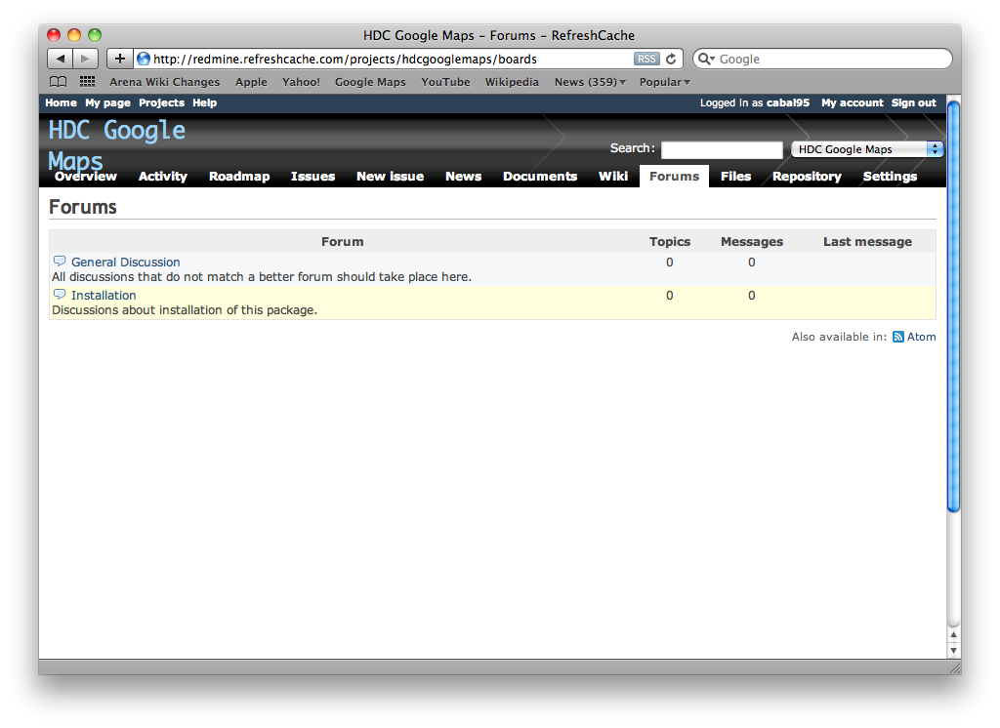 HDC Google Maps – Forums – RefreshCache
http://redmine.refreshcache.com/projects/hdcgooglemaps/boards RSS Google
Arena Wiki Changes Apple Yahoo! Google Maps YouTube Wikipedia News (359) Popular
Home My page Projects Help Logged in as cabal95 My account Sign out
HDC Google
Maps
Search: HDC Google Maps
Overview Activity Roadmap Issues New issue News Documents Wiki Forums Files Repository Settings
Forums
Forum Topics Messages Last message
General Discussion 0 0
All discussions that do not match a better forum should take place here.
Installation 0 0
Discussions about installation of this package.
Also available in: Atom